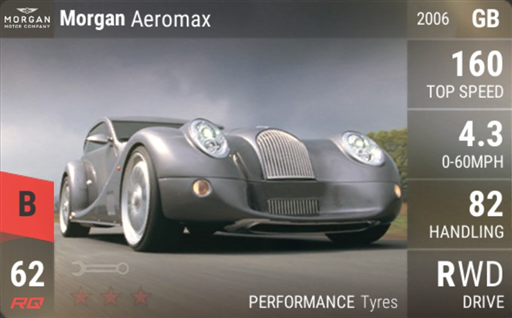 MORGAN
MOTOR COMPANY
Morgan Aeromax
2006 GB
160
TOP SPEED
4.3
0-60MPH
82
HANDLING
RWD
DRIVE
B
62
RQ
PERFORMANCE Tyres